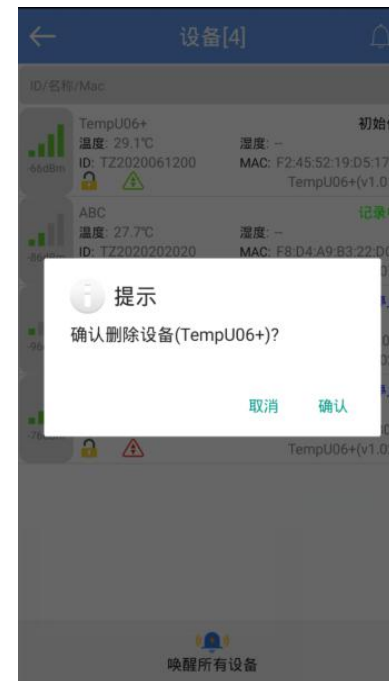 设备[4]
ID/名称/Mac
TempU06+
初始
温度: 29.1℃
湿度: --
-66dBm
ID: TZ2020061200
MAC: F2:45:52:19:D5:17
TempU06+(v1.0
ABC
记录
温度: 27.7℃
湿度: --
-86dBm
ID: TZ2020202020
MAC: F8:D4:A9:B3:22:D
提示
确认删除设备(TempU06+)?
取消
确认
TempU06+(v1.0
唤醒所有设备